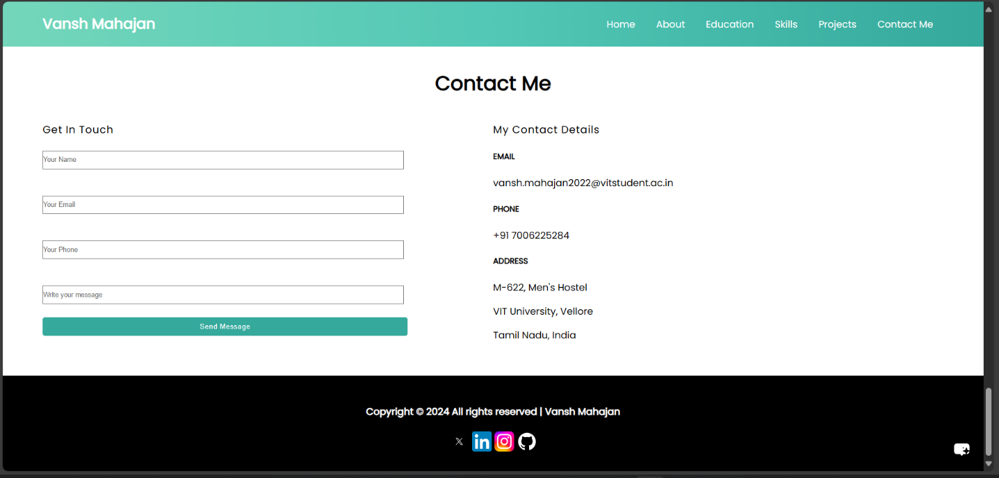 Vansh Mahajan
Home About Education Skills Projects Contact Me
Contact Me
Get In Touch
Your Name
Your Email
Your Phone
Write your message
Send Message
My Contact Details
EMAIL
vansh.mahajan2022@vitstudent.ac.in
PHONE
+91 7006225284
ADDRESS
M-622, Men's Hostel
VIT University, Vellore
Tamil Nadu, India
Copyright © 2024 All rights reserved | Vansh Mahajan
X
in